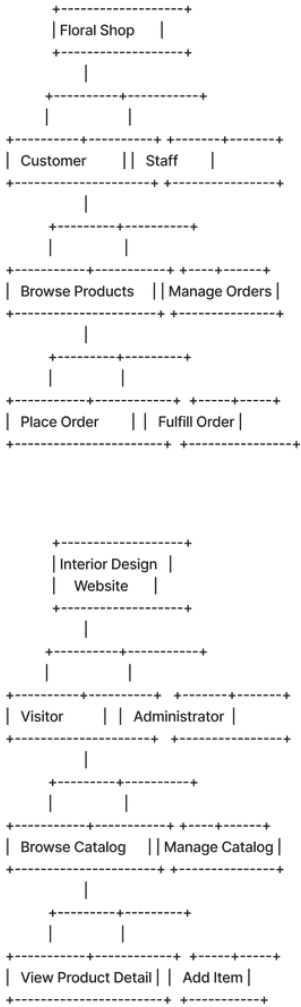 Floral Shop
Customer Staff
Browse Products Manage Orders
Place Order Fulfill Order
Interior Design
Website
Visitor Administrator
Browse Catalog Manage Catalog
View Product Detail Add Item